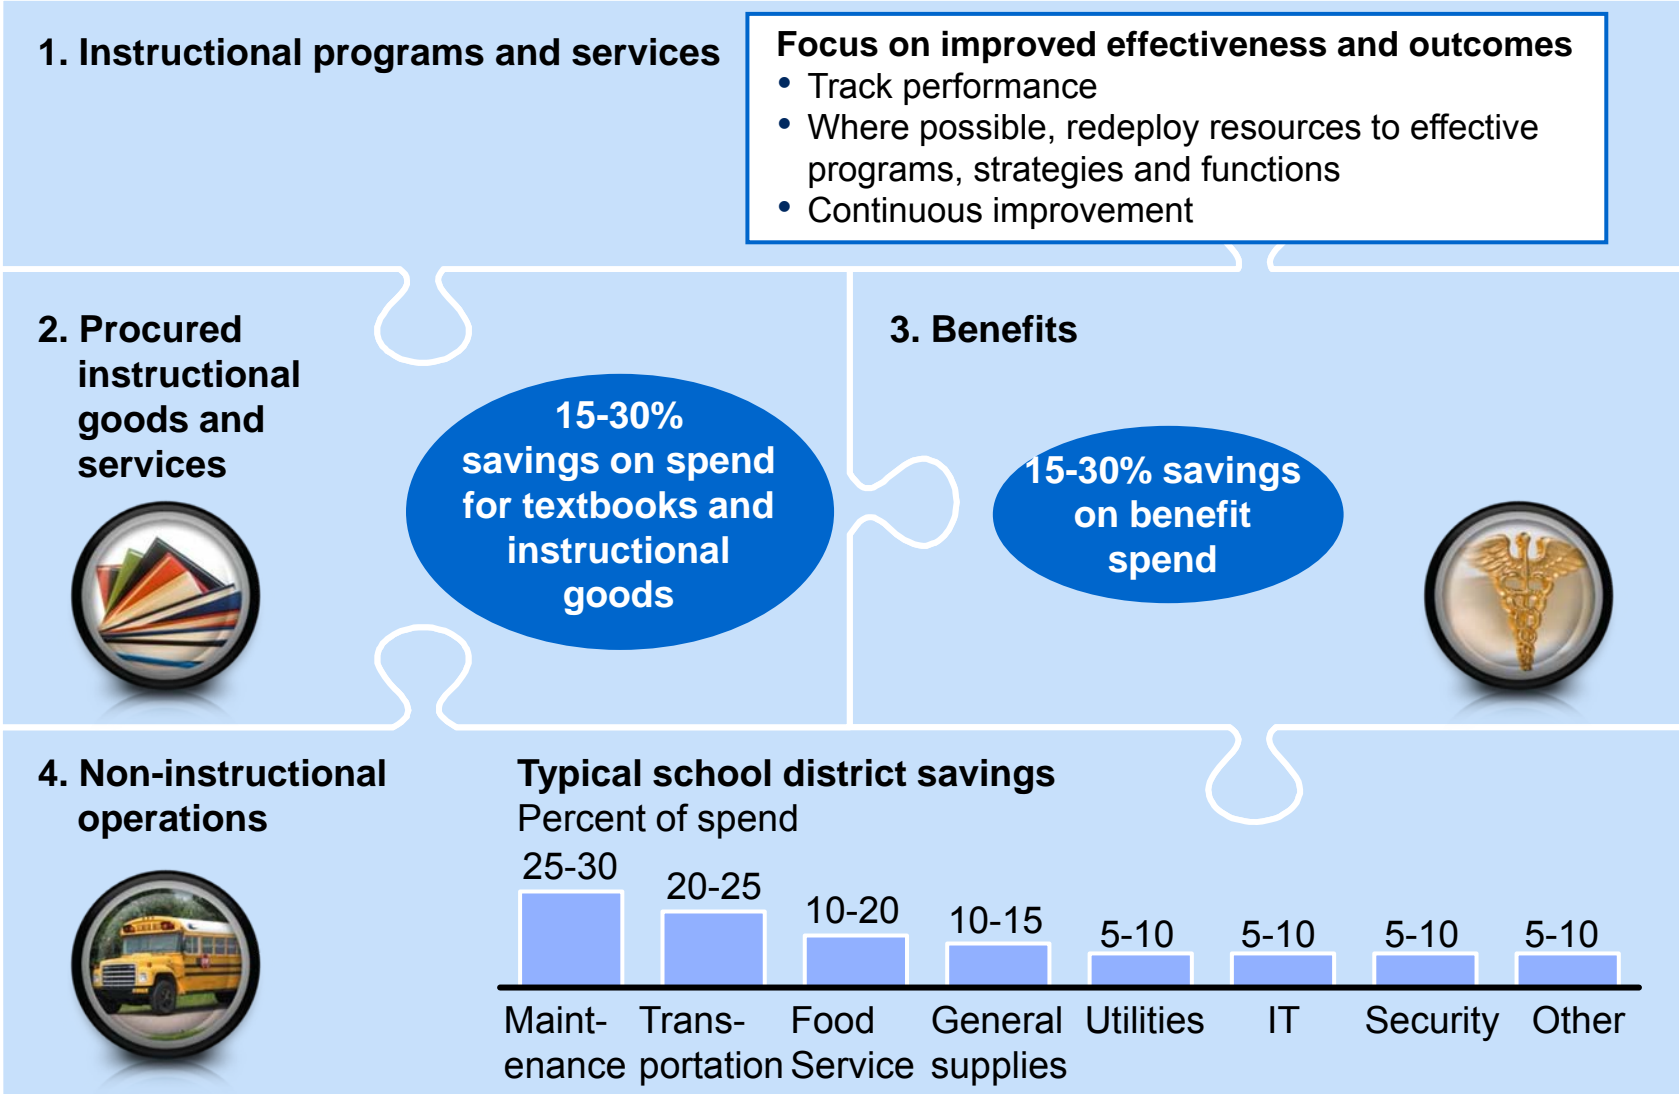 1. Instructional programs and services
Focus on improved effectiveness and outcomes
• Track performance
• Where possible, redeploy resources to effective
programs, strategies and functions
• Continuous improvement
2. Procured
instructional
goods and
services
15-30%
savings on spend
for textbooks and
instructional
goods
3. Benefits
15-30% savings
on benefit
spend
4. Non-instructional
operations
Typical school district savings
Percent of spend
25-30
20-25
10-20
10-15
5-10
5-10
5-10
5-10
Maint-
enance
Trans-
portation
Food
Service
General
supplies
Utilities
IT
Security
Other